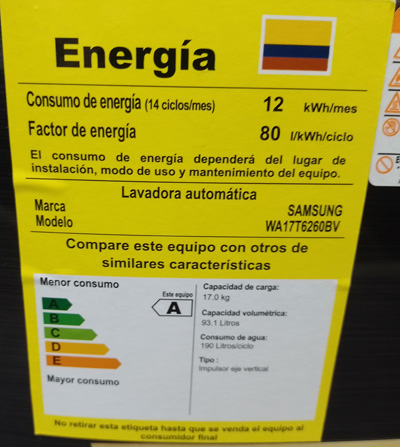 Energía
Consumo de energía (14 ciclos/mes) 12 kWh/mes
Factor de energía 80 l/kWh/ciclo
El consumo de energía dependerá del lugar de
instalación, modo de uso y mantenimiento del equipo.
Lavadora automática
Marca SAMSUNG
Modelo WA17T6260BV
Compare este equipo con otros de
similares características
Menor consumo
A
B
C
D
E
Mayor consumo
Este equipo
A
Capacidad de carga:
17.0 kg
Capacidad volumétrica:
93.1 Litros
Consumo de agua:
190 Litros/ciclo
Tipo :
Impulsor eje vertical
No retirar esta etiqueta hasta que se venda el equipo al
consumidor final